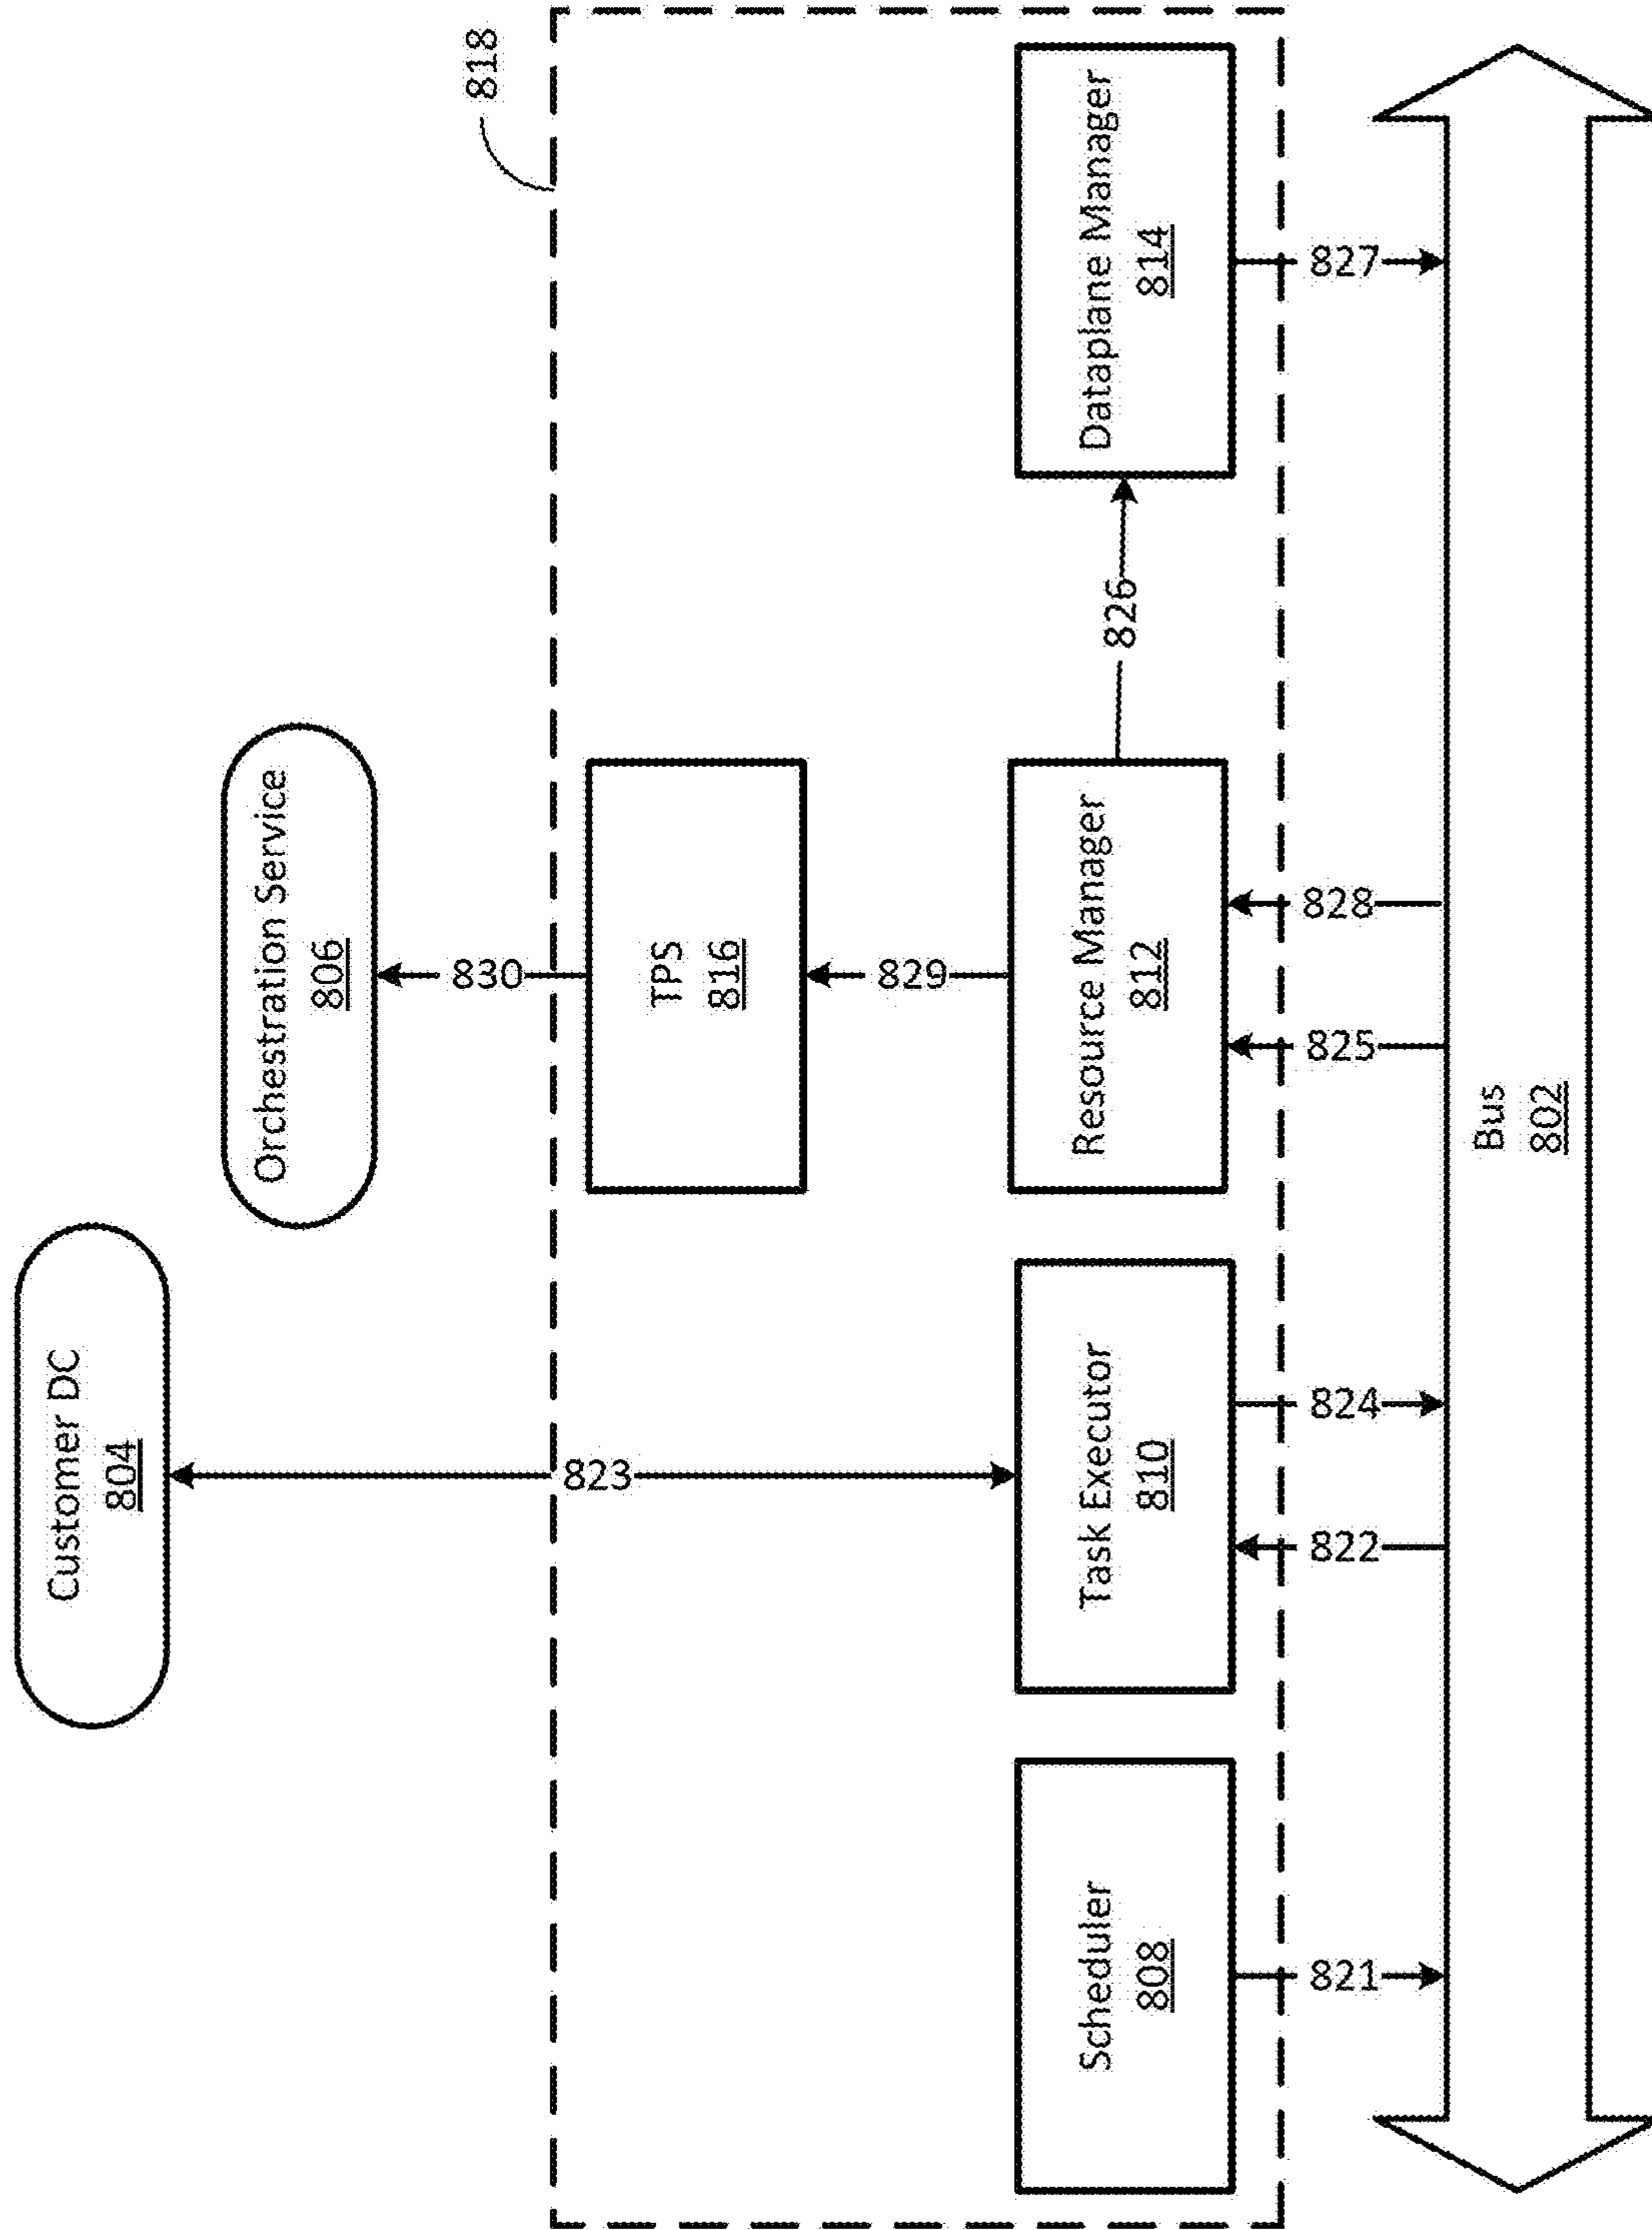 818
Customer DC
804
Orchestration Service
806
830
823
TPS
816
829
Scheduler
808
Task Executor
810
Resource Manager
812
826
Dataplane Manager
814
821
822
824
825
828
827
Bus
802